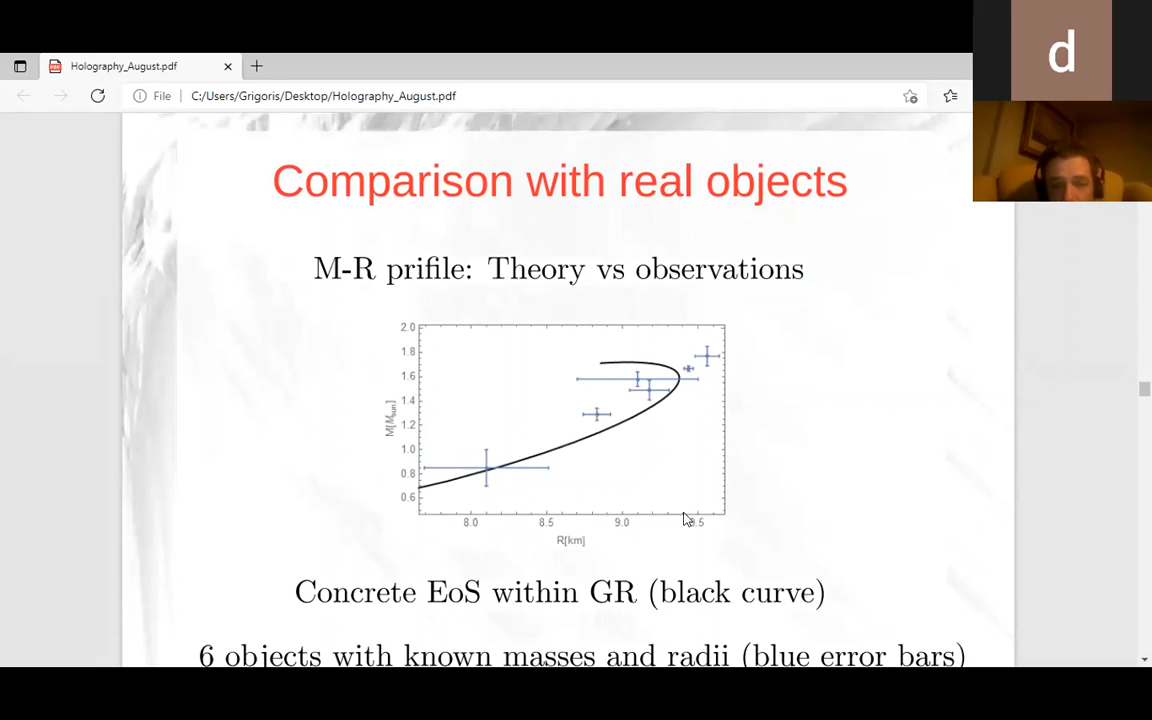 Holography_August.pdf
File | C:/Users/Grigoris/Desktop/Holography_August.pdf
d
Comparison with real objects
M-R prifile: Theory vs observations
2.0
1.8
1.6
1.4
1.2
1.0
0.8
0.6
M[Msun]
8.0 8.5 9.0
R[km]
Concrete EoS within GR (black curve)
6 objects with known masses and radii (blue error bars)